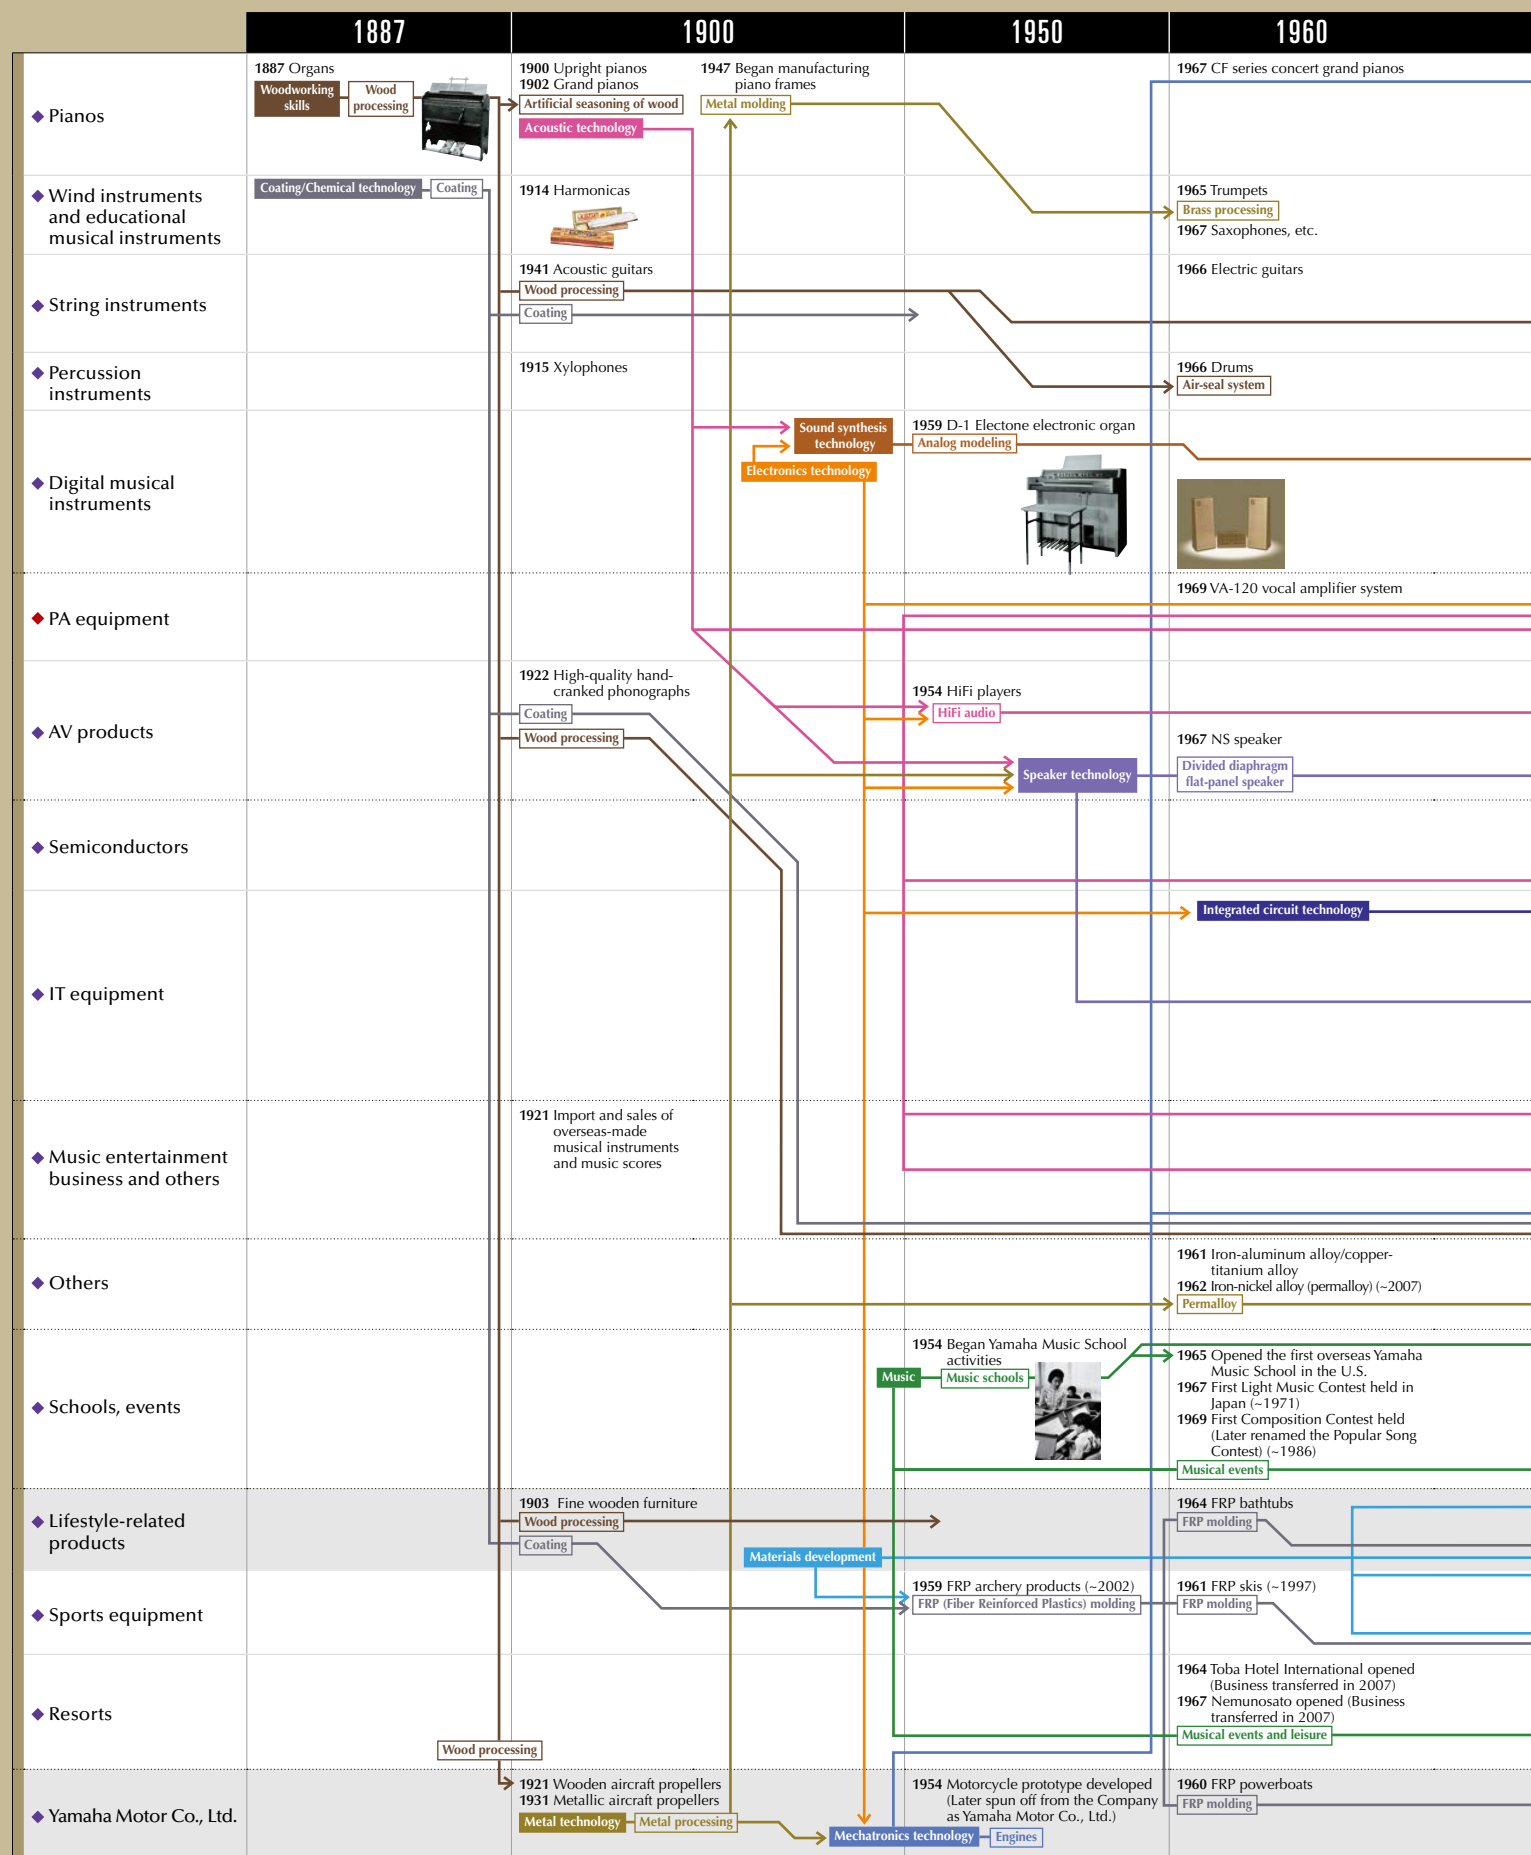 1887
1900
1950
1960
Pianos
1887 Organs
Woodworking
skills
Wood
processing
1900 Upright pianos
1902 Grand pianos
Artificial seasoning of wood
Acoustic technology
1947 Began manufacturing
piano frames
Metal molding
1967 CF series concert grand pianos
Wind instruments
and educational
musical instruments
Coating/Chemical technology
Coating
1914 Harmonicas
1965 Trumpets
Brass processing
1967 Saxophones, etc.
String instruments
1941 Acoustic guitars
Wood processing
Coating
1966 Electric guitars
Percussion
instruments
1915 Xylophones
1966 Drums
Air-seal system
Digital musical
instruments
Sound synthesis
technology
Electronics technology
1959 D-1 Electone electronic organ
Analog modeling
PA equipment
1969 VA-120 vocal amplifier system
AV products
1922 High-quality hand-
cranked phonographs
Coating
Wood processing
1954 HiFi players
HiFi audio
Speaker technology
1967 NS speaker
Divided diaphragm
flat-panel speaker
Semiconductors
IT equipment
Integrated circuit technology
Music entertainment
business and others
1921 Import and sales of
overseas-made
musical instruments
and music scores
Others
1961 Iron-aluminum alloy/copper-
titanium alloy
1962 Iron-nickel alloy (permalloy) (~2007)
Permalloy
Schools, events
Music
1954 Began Yamaha Music School
activities
Music schools
1965 Opened the first overseas Yamaha
Music School in the U.S.
1967 First Light Music Contest held in
Japan (~1971)
1969 First Composition Contest held
(Later renamed the Popular Song
Contest) (~1986)
Musical events
Lifestyle-related
products
1903 Fine wooden furniture
Wood processing
Coating
Materials development
1964 FRP bathtubs
FRP molding
Sports equipment
1959 FRP archery products (~2002)
FRP (Fiber Reinforced Plastics) molding
1961 FRP skis (~1997)
FRP molding
Resorts
Wood processing
1964 Toba Hotel International opened
(Business transferred in 2007)
1967 Nemunosato opened (Business
transferred in 2007)
Musical events and leisure
Yamaha Motor Co., Ltd.
1921 Wooden aircraft propellers
1931 Metallic aircraft propellers
Metal technology
Metal processing
Mechatronics technology
Engines
1954 Motorcycle prototype developed
(Later spun off from the Company
as Yamaha Motor Co., Ltd.)
1960 FRP powerboats
FRP molding